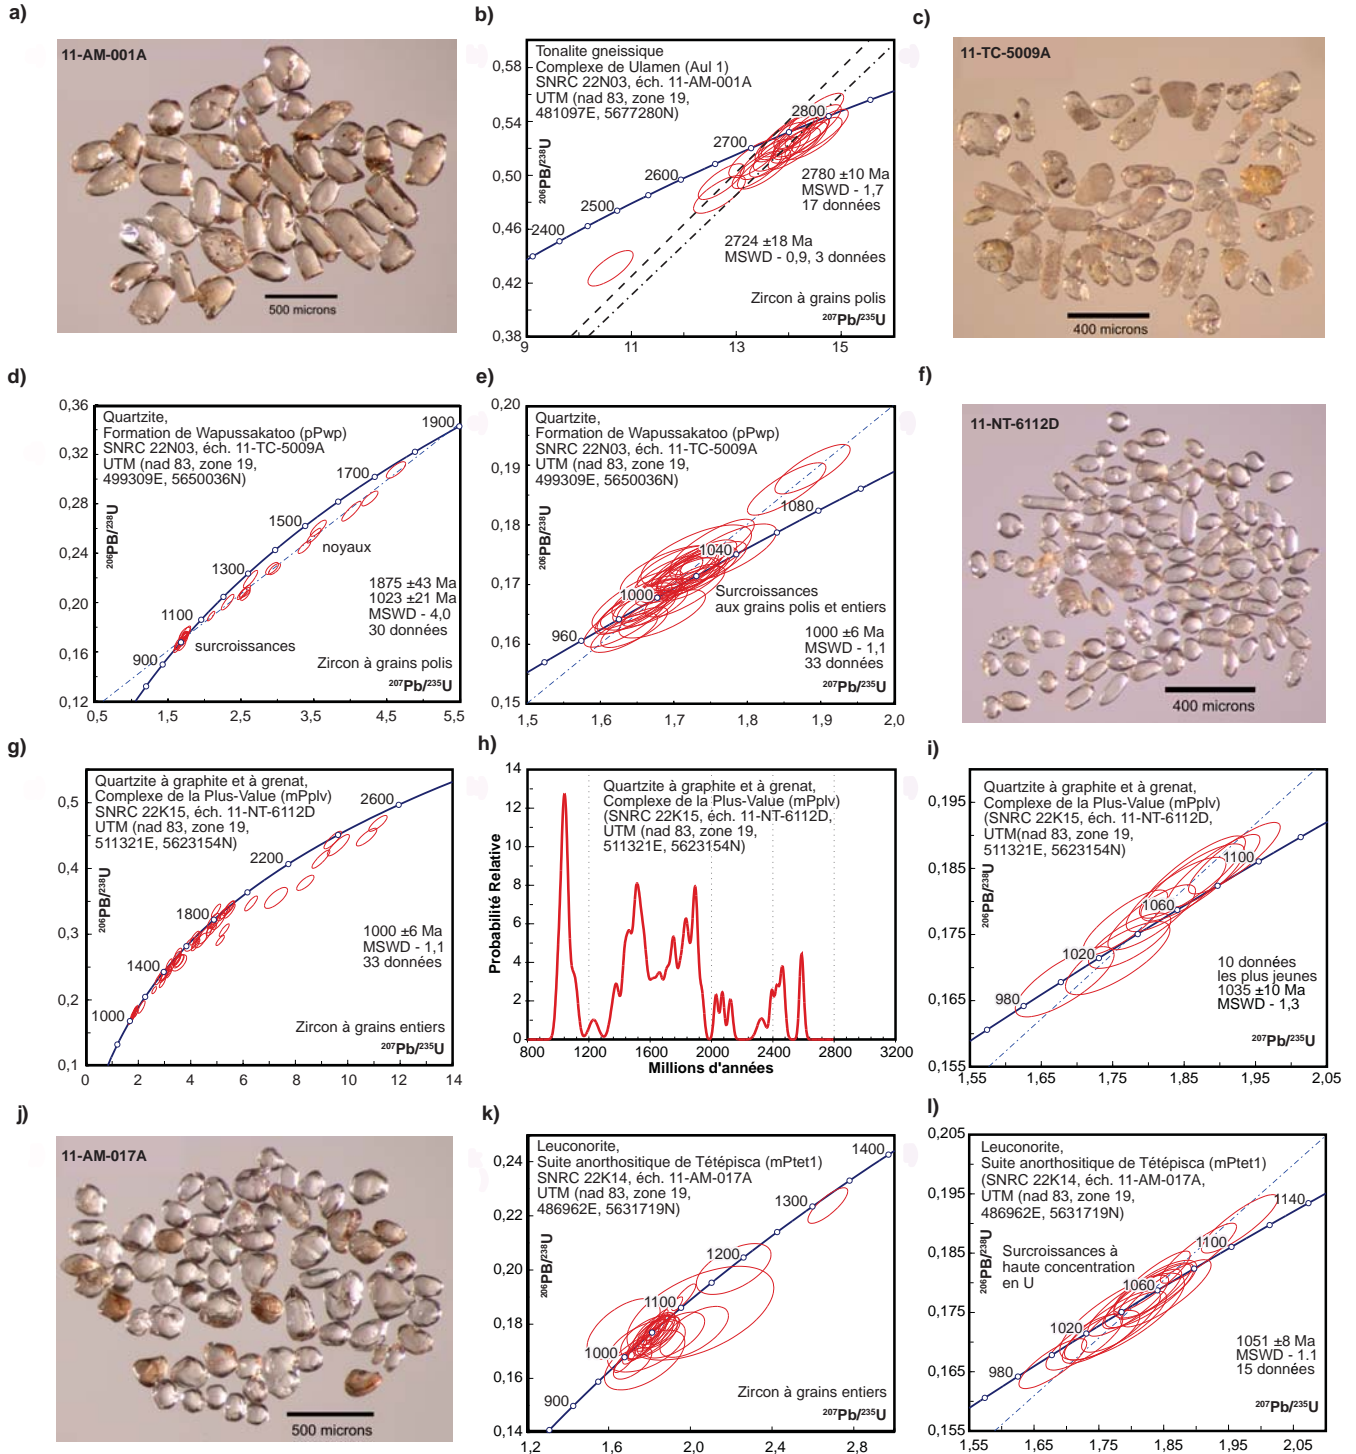 a)
11-AM-001A
500 microns
b)
Tonalite gneissique
Complexe de Ulamen (Aul 1)
SNRC 22N03, éch. 11-AM-001A
UTM (nad 83, zone 19,
481097E, 5677280N)
0,58
0,54
0,50
0,46
0,42
0,38
206PB/238U
2400
2500
2600
2700
2800
2780 ±10 Ma
MSWD - 1,7
17 données
2724 ±18 Ma
MSWD - 0,9, 3 données
Zircon à grains polis
207Pb/235U
9
11
13
15
c)
11-TC-5009A
400 microns
d)
Quartzite,
Formation de Wapussakatoo (pPwp)
SNRC 22N03, éch. 11-TC-5009A
UTM (nad 83, zone 19,
499309E, 5650036N)
0,36
0,32
0,28
0,24
0,20
0,16
0,12
206PB/238U
1900
1700
1500
1300
1100
900
noyaux
surcroissances
1875 ±43 Ma
1023 ±21 Ma
MSWD - 4,0
30 données
Zircon à grains polis
207Pb/235U
0,5
1,5
2,5
3,5
4,5
5,5
e)
Quartzite,
Formation de Wapussakatoo (pPwp)
SNRC 22N03, éch. 11-TC-5009A
UTM (nad 83, zone 19,
499309E, 5650036N)
0,20
0,19
0,18
0,17
0,16
0,15
206PB/238U
1080
1040
1000
960
Surcroissances
aux grains polis et entiers
1000 ±6 Ma
MSWD - 1,1
33 données
207Pb/235U
1,5
1,6
1,7
1,8
1,9
2,0
f)
11-NT-6112D
400 microns
g)
Quartzite à graphite et à grenat,
Complexe de la Plus-Value (mPplv)
SNRC 22K15, éch. 11-NT-6112D
UTM (nad 83, zone 19,
511321E, 5623154N)
0,5
0,4
0,3
0,2
0,1
206PB/238U
2600
2200
1800
1400
1000
1000 ±6 Ma
MSWD - 1,1
33 données
Zircon à grains entiers
207Pb/235U
0
2
4
6
8
10
12
14
h)
Quartzite à graphite et à grenat,
Complexe de la Plus-Value (mPplv)
(SNRC 22K15, éch. 11-NT-6112D,
UTM (nad 83, zone 19,
511321E, 5623154N)
14
12
10
8
6
4
2
0
Probabilité Relative
800
1200
1600
2000
2400
2800
3200
Millions d'années
i)
Quartzite à graphite et à grenat,
Complexe de la Plus-Value (mPplv)
(SNRC 22K15, éch. 11-NT-6112D,
UTM(nad 83, zone 19,
511321E, 5623154N)
0,195
0,185
0,175
0,165
0,155
206PB/238U
1100
1060
1020
980
10 données
les plus jeunes
1035 ±10 Ma
MSWD - 1,3
207Pb/235U
1,55
1,65
1,75
1,85
1,95
2,05
j)
11-AM-017A
500 microns
k)
Leuconorite,
Suite anorthositique de Tétépisca (mPtet1)
SNRC 22K14, éch. 11-AM-017A
UTM (nad 83, zone 19,
486962E, 5631719N)
0,24
0,22
0,20
0,18
0,16
0,14
206PB/238U
1400
1300
1200
1100
1000
900
Zircon à grains entiers
207Pb/235U
1,2
1,6
2,0
2,4
2,8
l)
Leuconorite,
Suite anorthositique de Tétépisca (mPtet1)
(SNRC 22K14, éch. 11-AM-017A,
UTM (nad 83, zone 19,
486962E, 5631719N)
0,205
0,195
0,185
0,175
0,165
0,155
206PB/238U
Surcroissances à
haute concentration
en U
1140
1100
1060
1020
980
1051 ±8 Ma
MSWD - 1.1
15 données
207Pb/235U
1,55
1,65
1,75
1,85
1,95
2,05